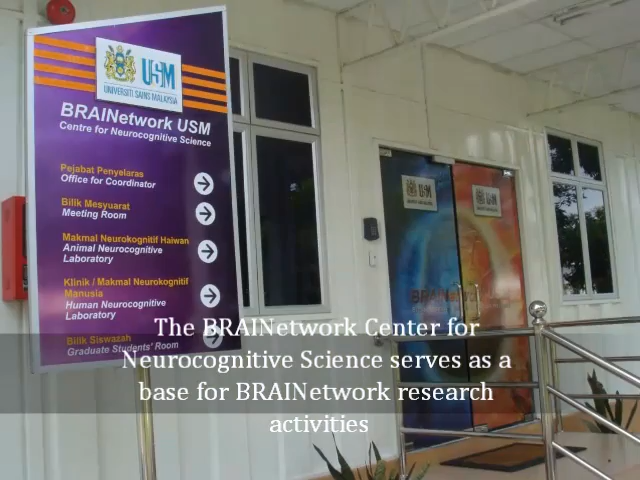 USM
UNIVERSITI SAINS MALAYSIA
BRAINetwork USM
Centre for Neurocognitive Science
Pejabat Penyelaras
Office for Coordinator
Bilik Mesyuarat
Meeting Room
Makmal Neurokognitif Haiwan
Animal Neurocognitive
Laboratory
Klinik / Makmal Neurokognitif
Manusia
Human Neurocognitive
Laboratory
Bilik Siswazah
Graduate Students' Room
USM
USM
BRAINetwork
The BRAINetwork Center for
Neurocognitive Science serves as a
base for BRAINetwork research
activities